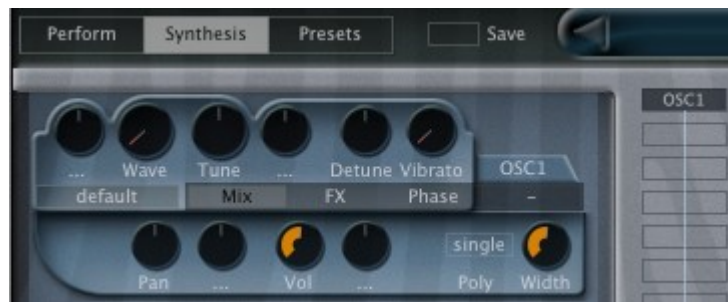 Perform Synthesis Presets Save
OSC1
... Wave Tune ... Detune Vibrato OSC1
default Mix FX Phase –
single
Pan ... Vol ... Poly Width